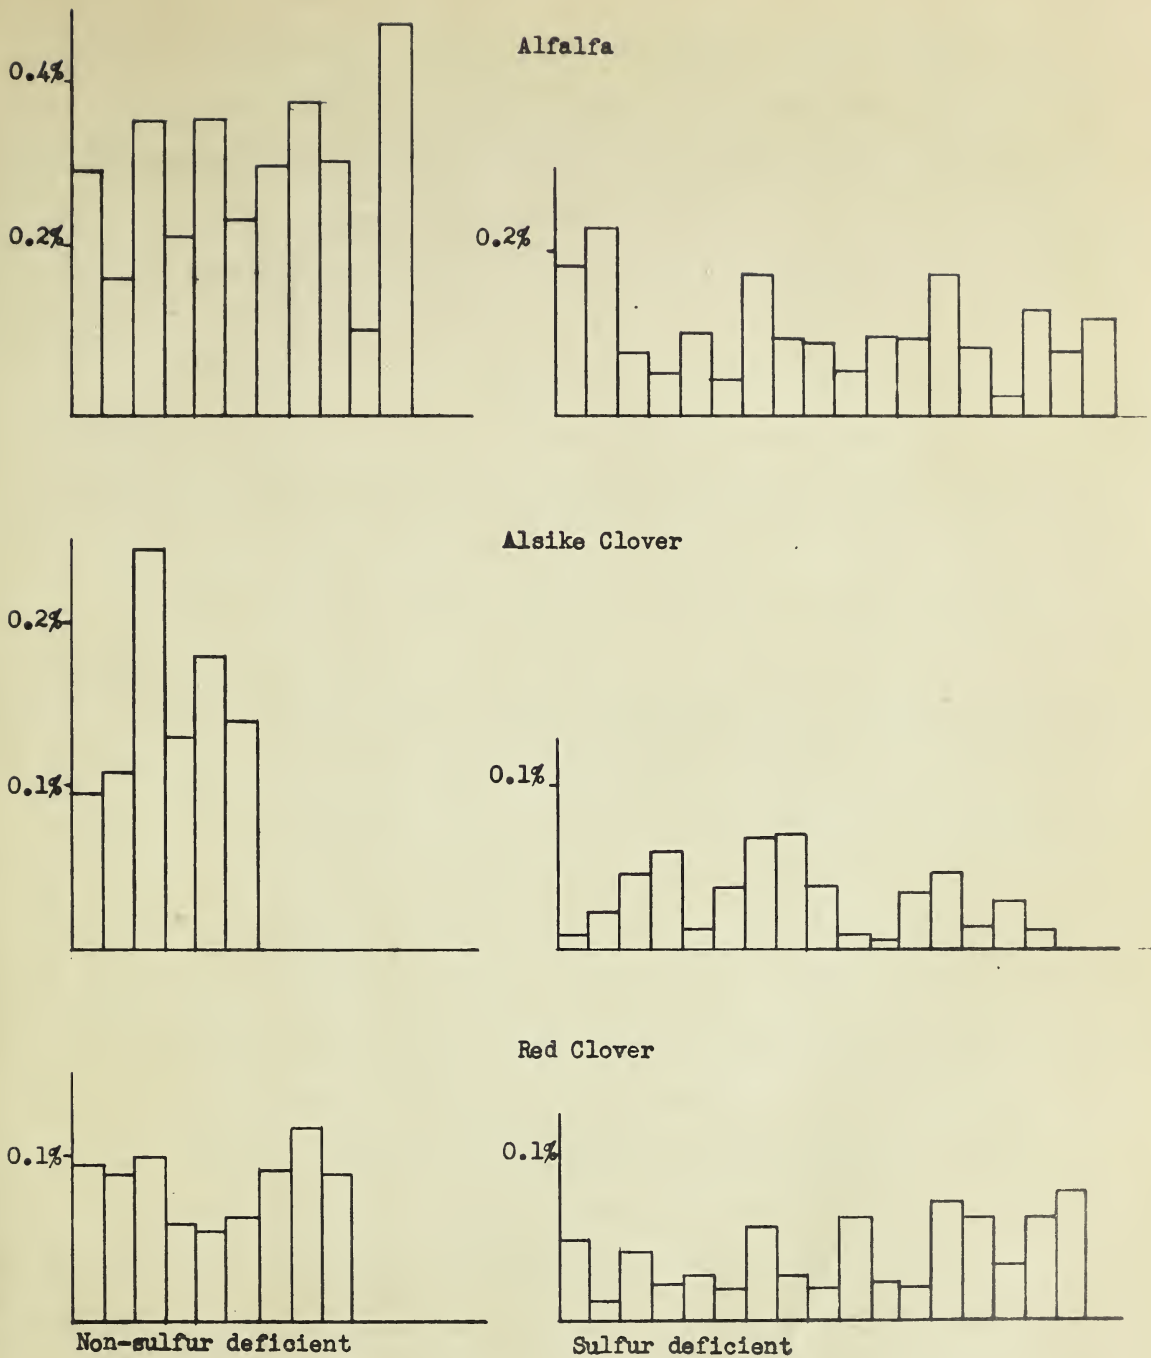 Alfalfa
0.4%
0.2%
0.2%
Alsike Clover
0.2%
0.1%
0.1%
Red Clover
0.1%
0.1%
Non-sulfur deficient
Sulfur deficient